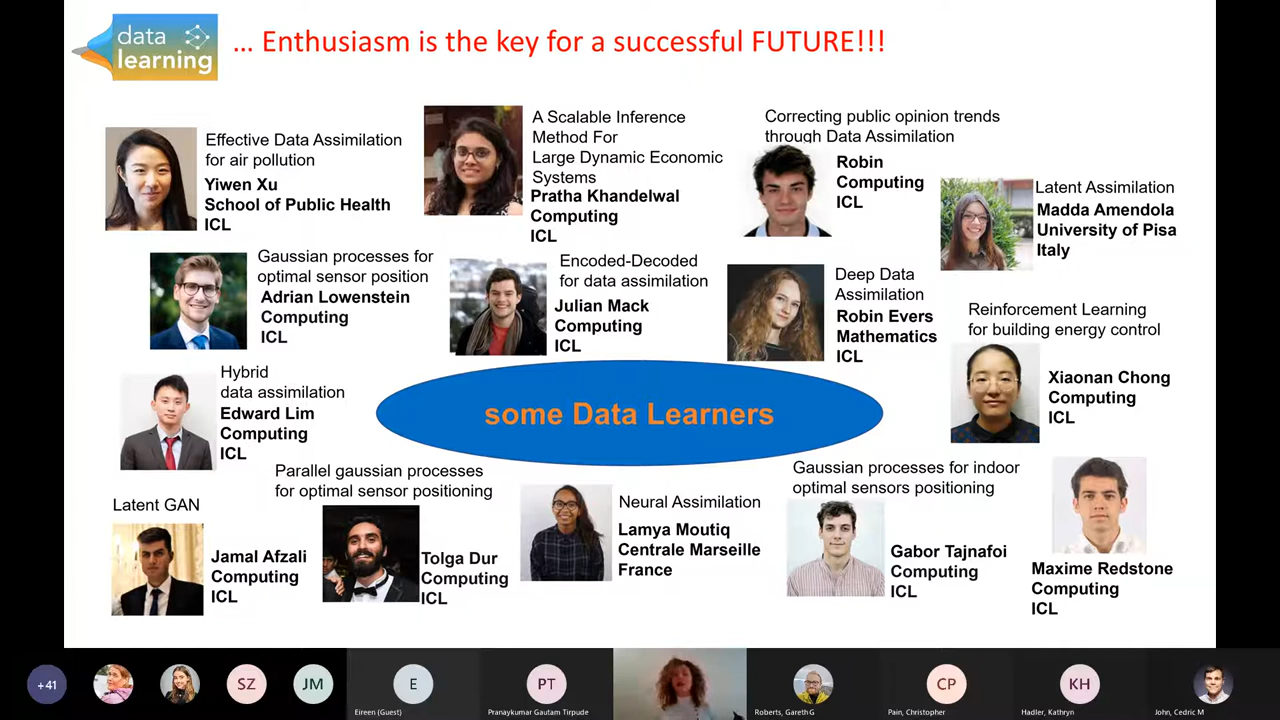 data
learning
... Enthusiasm is the key for a successful FUTURE!!!
Effective Data Assimilation
for air pollution
Yiwen Xu
School of Public Health
ICL
A Scalable Inference
Method For
Large Dynamic Economic
Systems
Pratha Khandelwal
Computing
ICL
Correcting public opinion trends
through Data Assimilation
Robin
Computing
ICL
Latent Assimilation
Madda Amendola
University of Pisa
Italy
Gaussian processes for
optimal sensor position
Adrian Lowenstein
Computing
ICL
Encoded-Decoded
for data assimilation
Julian Mack
Computing
ICL
Deep Data
Assimilation
Robin Evers
Mathematics
ICL
Reinforcement Learning
for building energy control
Xiaonan Chong
Computing
ICL
Hybrid
data assimilation
Edward Lim
Computing
ICL
some Data Learners
Latent GAN
Jamal Afzali
Computing
ICL
Parallel gaussian processes
for optimal sensor positioning
Tolga Dur
Computing
ICL
Neural Assimilation
Lamya Moutiq
Centrale Marseille
France
Gaussian processes for indoor
optimal sensors positioning
Gabor Tajnafoi
Computing
ICL
Maxime Redstone
Computing
ICL
+41
SZ
JM
E
Eireen (Guest)
PT
Pranaykumar Gautam Tirpude
Roberts, Gareth G
CP
Pain, Christopher
KH
Hadler, Kathryn
John, Cedric M